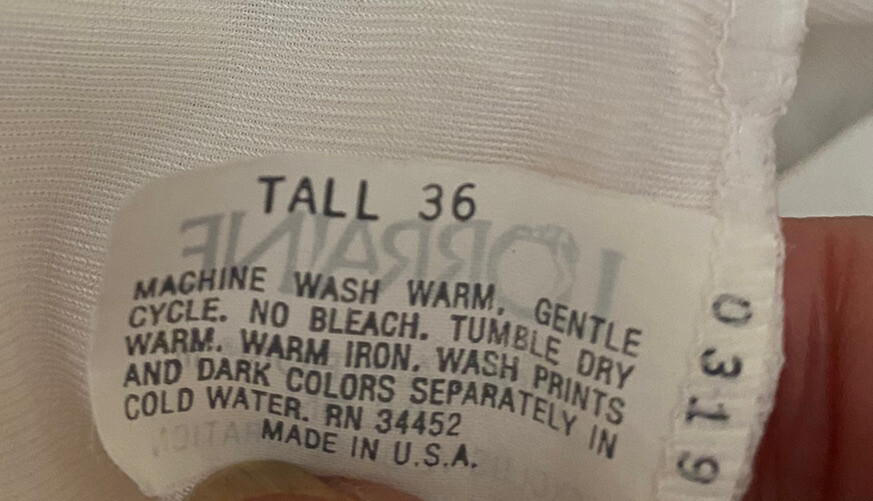 TALL 36
LORRAINE
MACHINE WASH WARM, GENTLE
CYCLE. NO BLEACH. TUMBLE DRY
WARM. WARM IRON. WASH PRINTS
AND DARK COLORS SEPARATELY IN
COLD WATER. RN 34452
MADE IN U.S.A.
0319